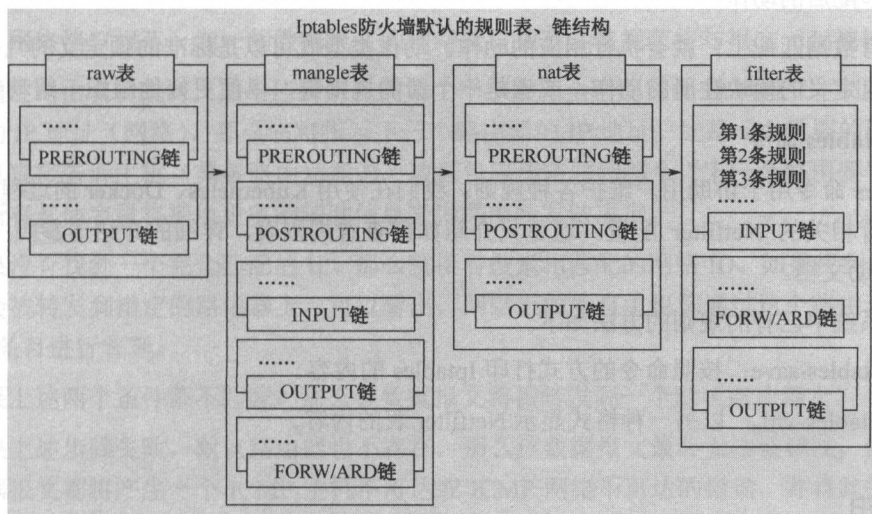 Iptables防火墙默认的规则表、链结构
raw表
PREROUTING链
......
OUTPUT链
mangle表
PREROUTING链
......
POSTROUTING链
......
INPUT链
......
OUTPUT链
......
FORW/ARD链
nat表
PREROUTING链
......
POSTROUTING链
......
OUTPUT链
filter表
第1条规则
第2条规则
第3条规则
......
INPUT链
......
FORW/ARD链
......
OUTPUT链